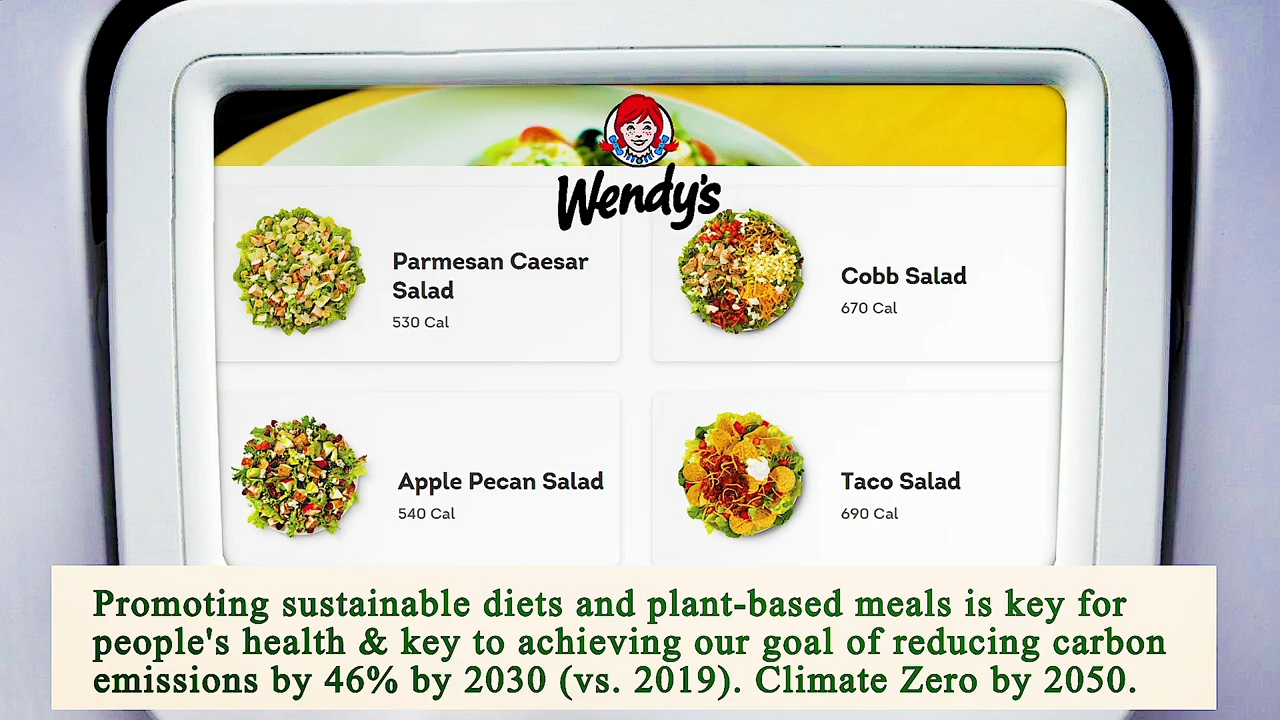 Wendy's
Parmesan Caesar
Salad
530 Cal
Cobb Salad
670 Cal
Apple Pecan Salad
540 Cal
Taco Salad
690 Cal
Promoting sustainable diets and plant-based meals is key for
people's health & key to achieving our goal of reducing carbon
emissions by 46% by 2030 (vs. 2019). Climate Zero by 2050.